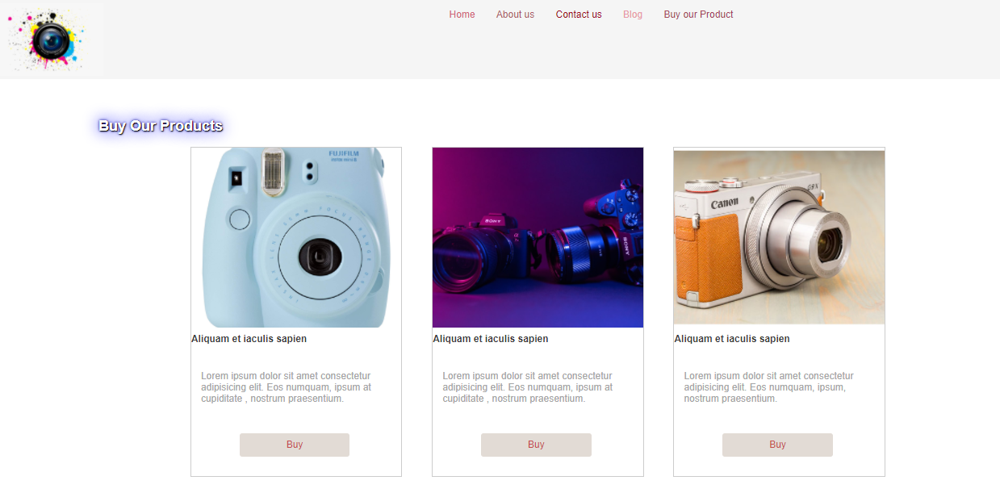 Home About us Contact us Blog Buy our Product
Buy Our Products
FUJIFILM
SONY
SONY
Canon
G9 X
Aliquam et iaculis sapien
Aliquam et iaculis sapien
Aliquam et iaculis sapien
Lorem ipsum dolor sit amet consectetur
adipisicing elit. Eos numquam, ipsum at
cupiditate , nostrum praesentium.
Lorem ipsum dolor sit amet consectetur
adipisicing elit. Eos numquam, ipsum at
cupiditate , nostrum praesentium.
Lorem ipsum dolor sit amet consectetur
adipisicing elit. Eos numquam, ipsum,
nostrum praesentium.
Buy
Buy
Buy